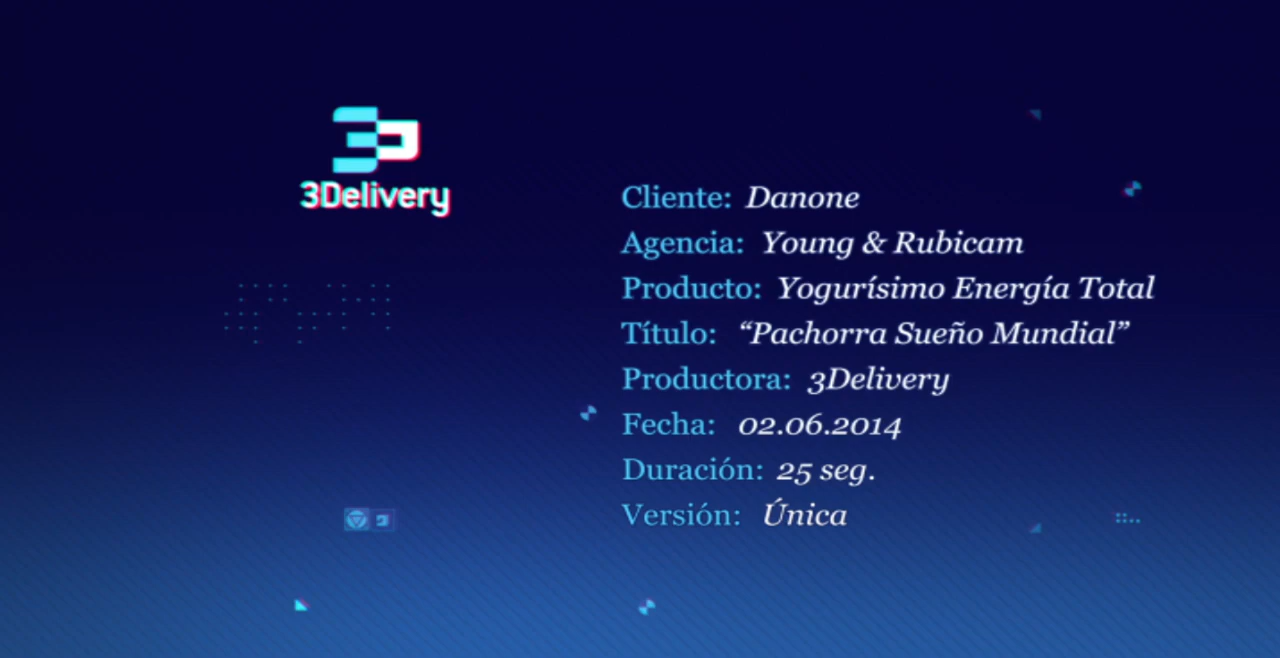 3Delivery
Cliente: Danone
Agencia: Young & Rubicam
Producto: Yogurísimo Energía Total
Título: “Pachorra Sueño Mundial”
Productora: 3Delivery
Fecha: 02.06.2014
Duración: 25 seg.
Versión: Única